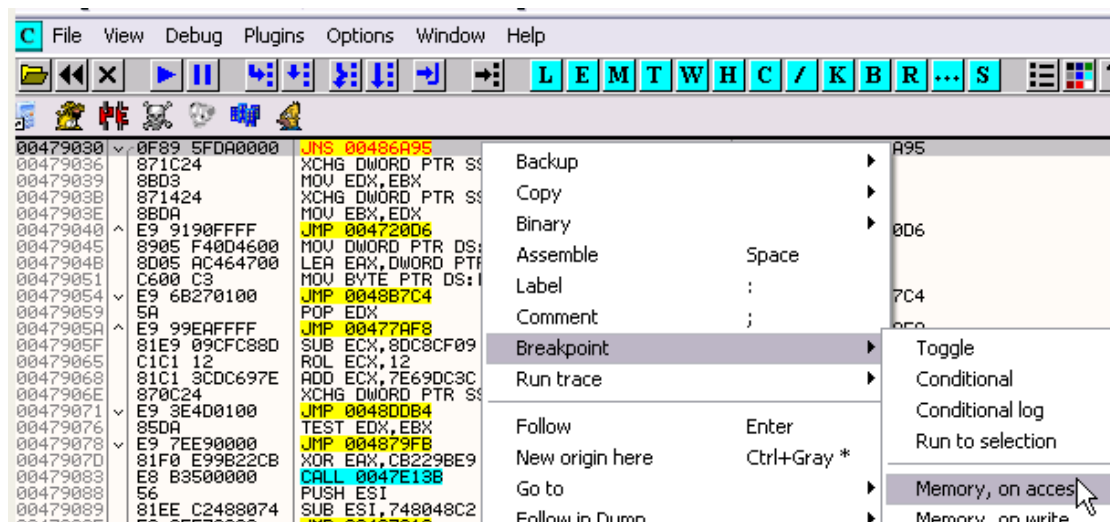 C File View Debug Plugins Options Window Help
L E M T W H C / K B R ... S
00479030 0F89 5FDA0000 JNS 00486A95 A95
00479036 871C24 XCHG DWORD PTR SS
00479039 8BD3 MOV EDX,EBX
0047903B 871424 XCHG DWORD PTR SS
0047903E 8BDA MOV EBX,EDX
00479040 ^ E9 9190FFFF JMP 004720D6 0D6
00479045 8905 F40D4600 MOV DWORD PTR DS:
0047904B 8D05 AC464700 LEA EAX,DWORD PTR
00479051 C600 C3 MOV BYTE PTR DS:
00479054 v E9 6B270100 JMP 0048B7C4 7C4
00479059 5A POP EDX
0047905A ^ E9 99EAFFFF JMP 00477AF8
0047905F 81E9 09CFC88D SUB ECX,8DC8CF09
00479065 C1C1 12 ROL ECX,12
00479068 81C1 3CDC697E ADD ECX,7E69DC3C
0047906E 870C24 XCHG DWORD PTR SS
00479071 v E9 3E4D0100 JMP 0048DDB4
00479076 85DA TEST EDX,EBX
00479078 v E9 7EE90000 JMP 004879FB
0047907D 81F0 E99B22CB XOR EAX,CB229BE9
00479083 E8 B3500000 CALL 0047E13B
00479088 56 PUSH ESI
00479089 81EE C2488074 SUB ESI,748048C2
Backup
Copy
Binary
Assemble Space
Label :
Comment ;
Breakpoint
Run trace
Follow Enter
New origin here Ctrl+Gray *
Go to
Follow in Dump
Toggle
Conditional
Conditional log
Run to selection
Memory, on acces
Memory, on write